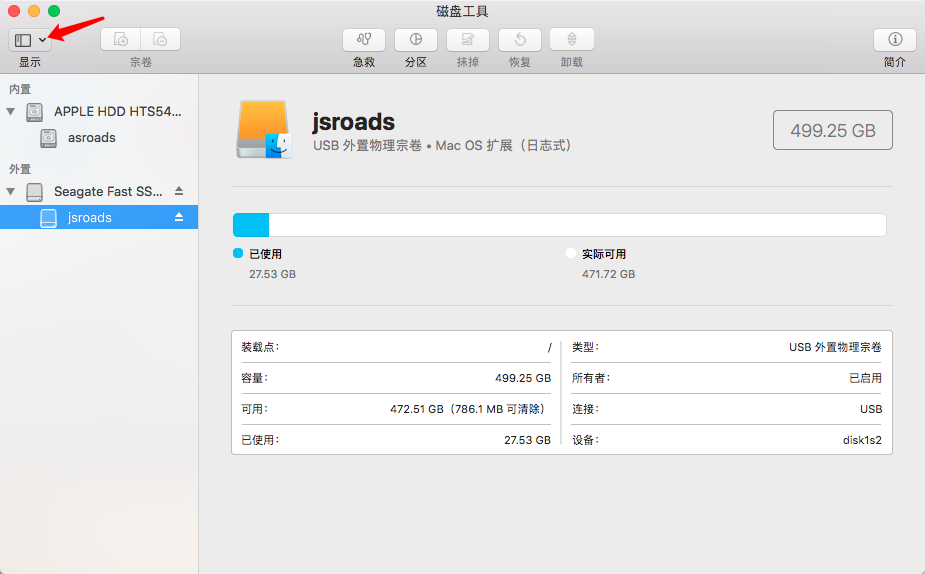 磁盘工具
显示
宗卷
急救
分区
抹掉
恢复
卸载
简介
内置
APPLE HDD HTS54...
asroads
外置
Seagate Fast SS...
jsroads
jsroads
USB 外置物理宗卷 • Mac OS 扩展（日志式）
499.25 GB
已使用
27.53 GB
实际可用
471.72 GB
装载点： /
类型： USB 外置物理宗卷
容量： 499.25 GB
所有者： 已启用
可用： 472.51 GB（786.1 MB 可清除）
连接： USB
已使用： 27.53 GB
设备： disk1s2